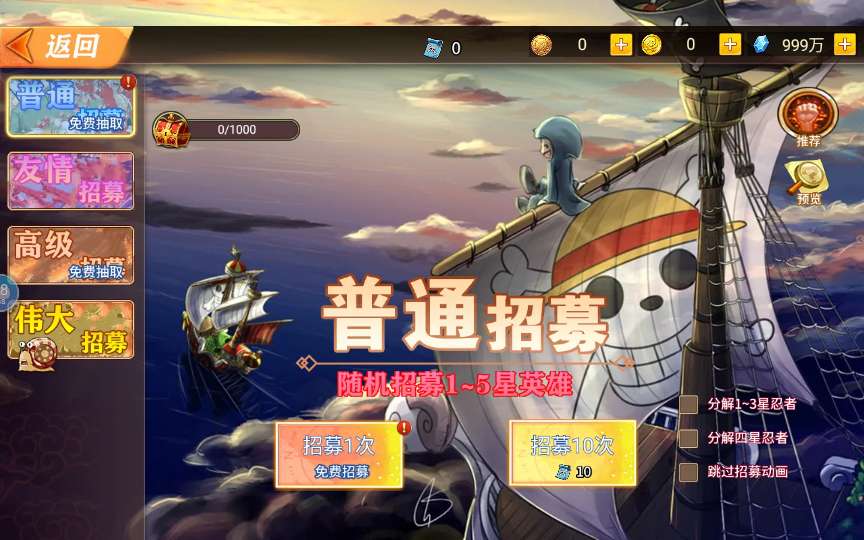 返回
0
0
0
999万
普通
招募
免费抽取
0/1000
推荐
预览
友情
招募
高级
招募
免费抽取
伟大
招募
普通招募
随机招募1~5星英雄
招募1次
免费招募
招募10次
10
分解1~3星忍者
分解四星忍者
跳过招募动画